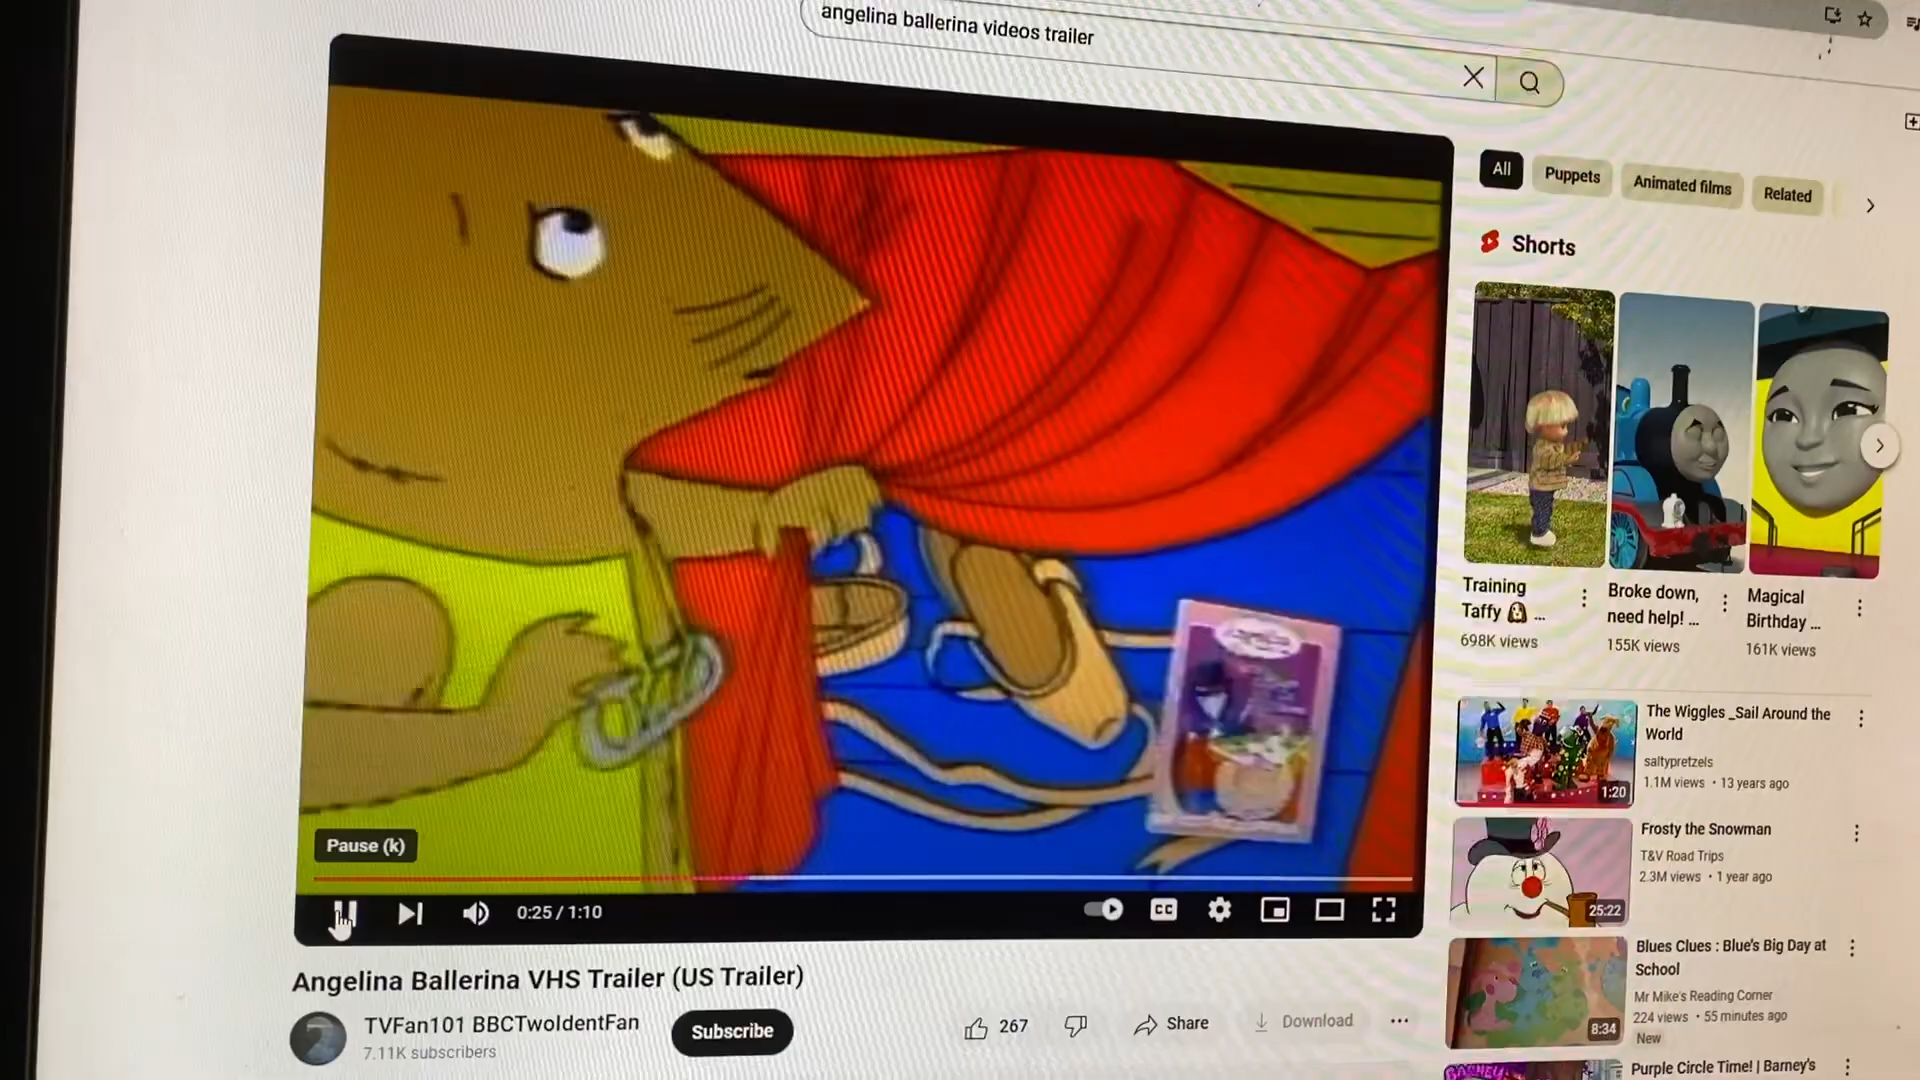 angelina ballerina videos trailer
All
Puppets
Animated films
Related
Shorts
Training
Taffy ...
698K views
Broke down,
need help! ...
155K views
Magical
Birthday ...
161K views
The Wiggles _Sail Around the
World
saltypretzels
1.1M views • 13 years ago
1:20
Frosty the Snowman
T&V Road Trips
2.3M views • 1 year ago
25:22
Blues Clues : Blue's Big Day at
School
Mr Mike's Reading Corner
224 views • 55 minutes ago
New
8:34
Purple Circle Time! | Barney's
BARNEY
Pause (k)
0:25 / 1:10
CC
Angelina Ballerina VHS Trailer (US Trailer)
TVFan101 BBCTwoIdentFan
7.11K subscribers
Subscribe
267
Share
Download